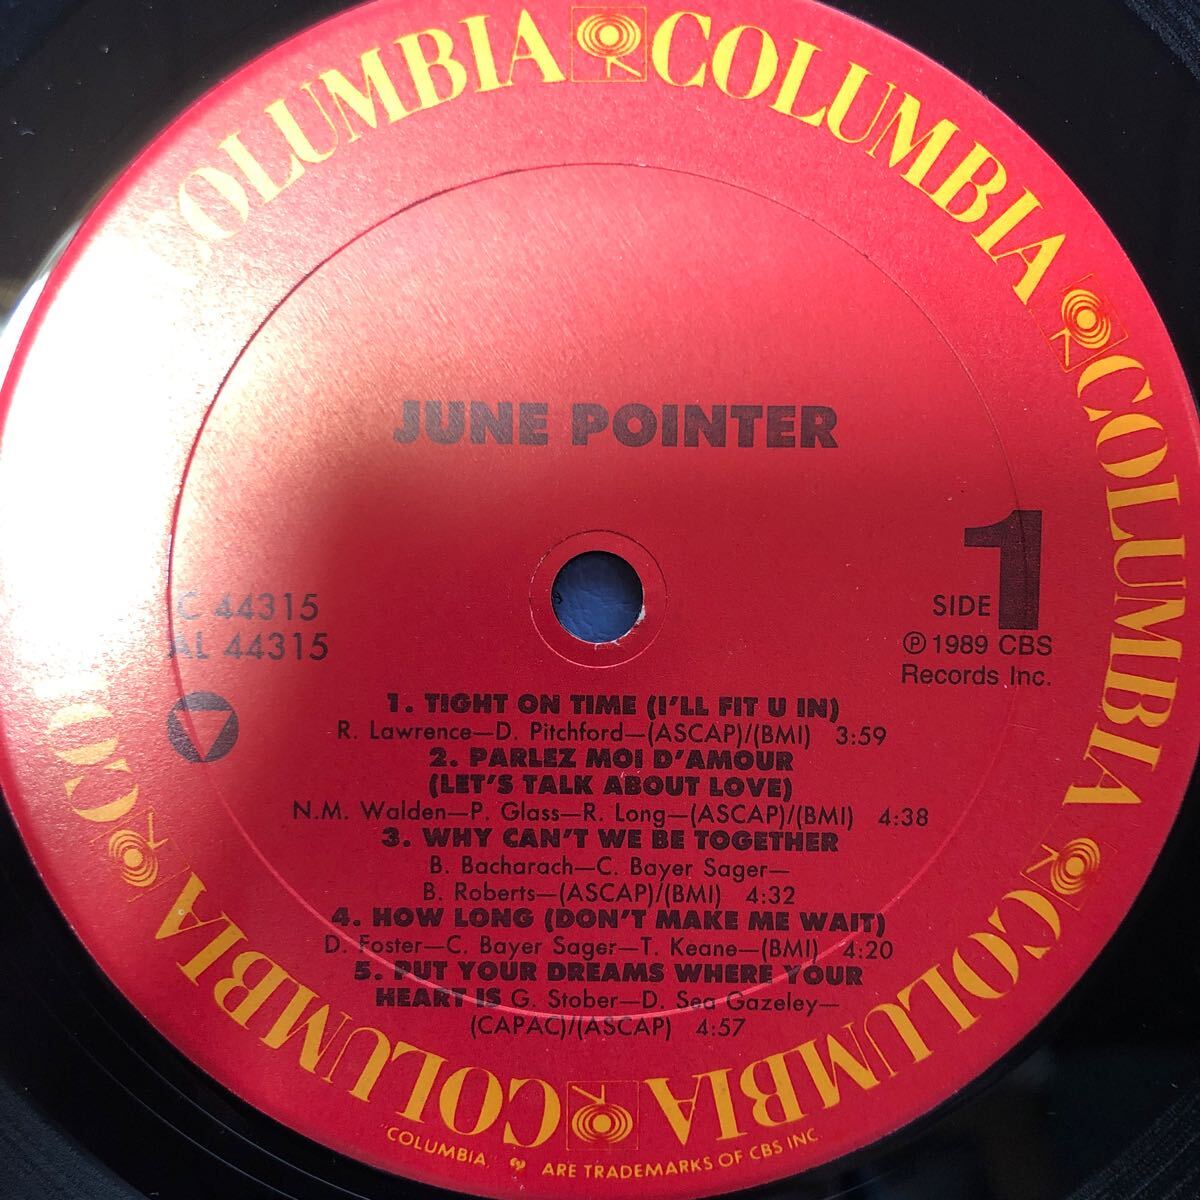 COLUMBIA COLUMBIA COLUMBIA COLUMBIA COLUMBIA COLUMBIA
JUNE POINTER
C 44315
AL 44315
SIDE 1
Ⓟ 1989 CBS
Records Inc.
1. TIGHT ON TIME (I'LL FIT U IN)
R. Lawrence—D. Pitchford—(ASCAP)/(BMI) 3:59
2. PARLEZ MOI D'AMOUR
(LET'S TALK ABOUT LOVE)
N.M. Walden—P. Glass—R. Long—(ASCAP)/(BMI) 4:38
3. WHY CAN'T WE BE TOGETHER
B. Bacharach—C. Bayer Sager—
B. Roberts—(ASCAP)/(BMI) 4:32
4. HOW LONG (DON'T MAKE ME WAIT)
D. Foster—C. Bayer Sager—T. Keane—(BMI) 4:20
5. PUT YOUR DREAMS WHERE YOUR
HEART IS G. Stober—D. Sea Gazeley—
(CAPAC)/(ASCAP) 4:57
"COLUMBIA," ARE TRADEMARKS OF CBS INC.